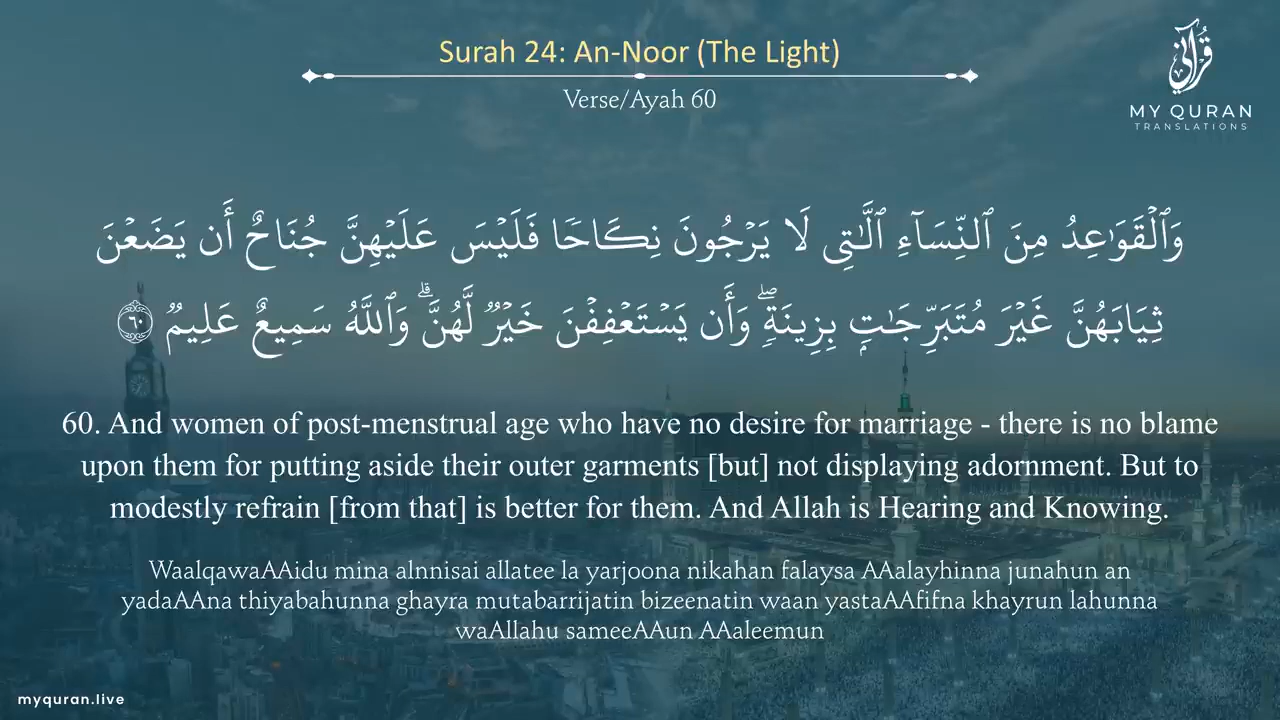 Surah 24: An-Noor (The Light)
Verse/Ayah 60
MY QURAN
TRANSLATIONS
وَٱلْقَوَٰعِدُ مِنَ ٱلنِّسَآءِ ٱلَّـٰتِى لَا يَرْجُونَ نِكَاحًا فَلَيْسَ عَلَيْهِنَّ جُنَاحٌ أَن يَضَعْنَ
ثِيَابَهُنَّ غَيْرَ مُتَبَرِّجَـٰتٍۭ بِزِينَةٍۢ ۖ وَأَن يَسْتَعْفِفْنَ خَيْرٌۭ لَّهُنَّ ۗ وَٱللَّهُ سَمِيعٌ عَلِيمٌۭ ٦٠
60. And women of post-menstrual age who have no desire for marriage - there is no blame
upon them for putting aside their outer garments [but] not displaying adornment. But to
modestly refrain [from that] is better for them. And Allah is Hearing and Knowing.
WaalqawaAAidu mina alnnisai allatee la yarjoona nikahan falaysa AAalayhinna junahun an
yadaAAna thiyabahunna ghayra mutabarrijatin bizeenatin waan yastaAAfifna khayrun lahunna
waAllahu sameeAAun AAaleemun
myquran.live